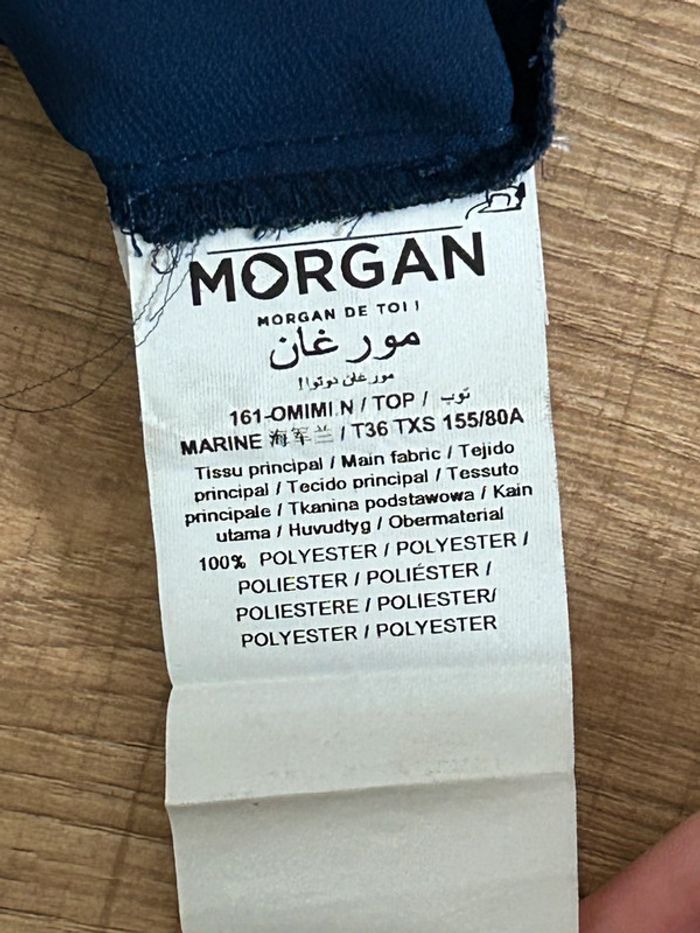 MORGAN
MORGAN DE TOI !
مورغان
مورغان دوتوا!
161-OMIMI.N / TOP / توب
MARINE 海军兰 / T36 TXS 155/80A
Tissu principal / Main fabric / Tejido
principal / Tecido principal / Tessuto
principale / Tkanina podstawowa / Kain
utama / Huvudtyg / Obermaterial
100% POLYESTER / POLYESTER /
POLIESTER / POLIÉSTER /
POLIESTERE / POLIESTER/
POLYESTER / POLYESTER